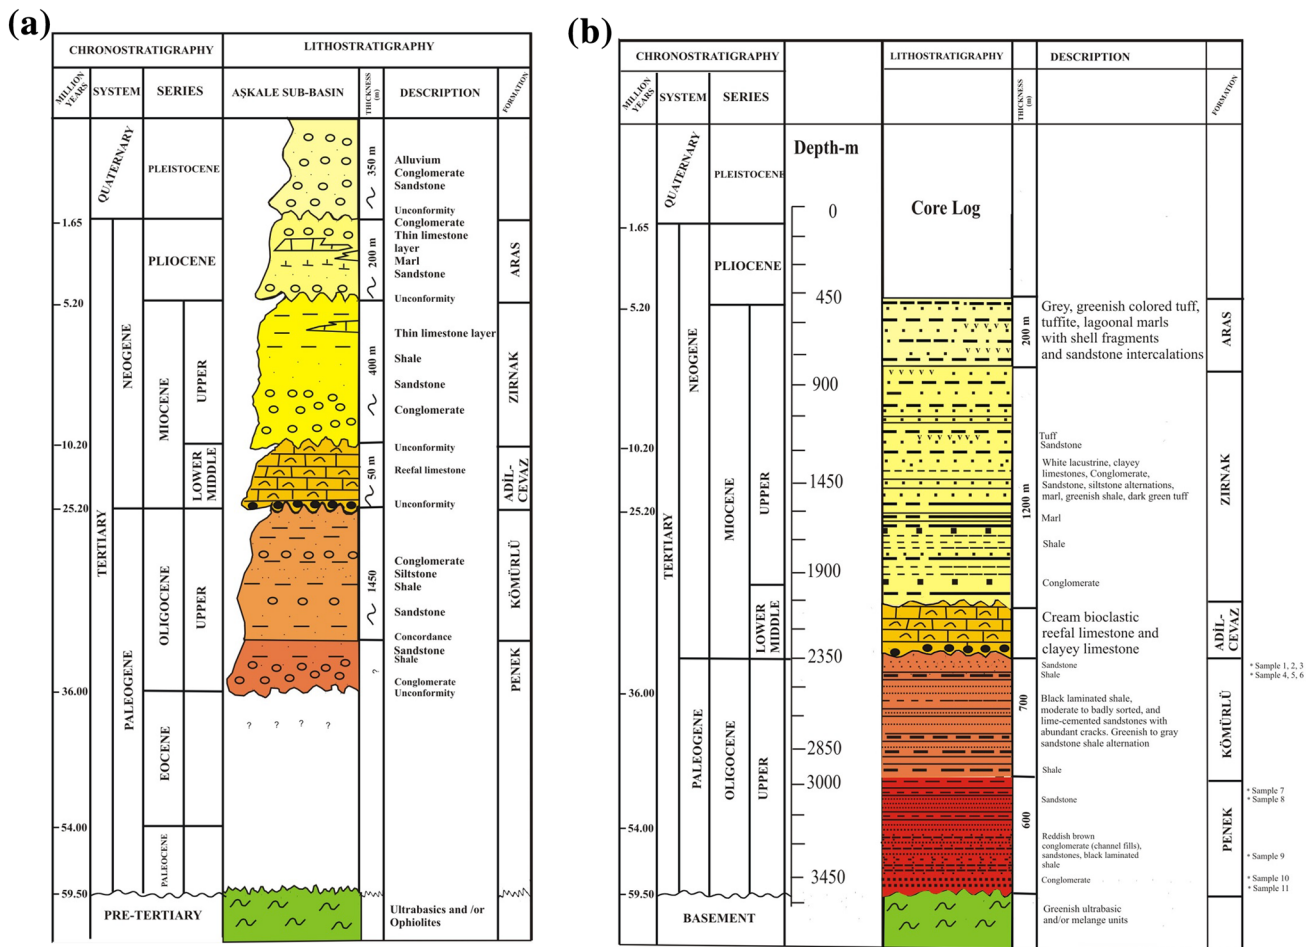 (a)
CHRONOSTRATIGRAPHY
LITHOSTRATIGRAPHY
MILLION
YEARS
SYSTEM
SERIES
AŞKALE SUB-BASIN
THICKNESS
(m)
DESCRIPTION
FORMATION
QUATERNARY
PLEISTOCENE
350 m
Alluvium
Conglomerate
Sandstone
Unconformity
1.65
TERTIARY
NEOGENE
PLIOCENE
200 m
Conglomerate
Thin limestone
layer
Marl
Sandstone
Unconformity
ARAS
5.20
MIOCENE
UPPER
400 m
Thin limestone layer
Shale
Sandstone
Conglomerate
ZIRNAK
10.20
LOWER
MIDDLE
50 m
Unconformity
Reefal limestone
Unconformity
ADİL-
CEVAZ
25.20
PALEOGENE
OLIGOCENE
UPPER
1450
Conglomerate
Siltstone
Shale
Sandstone
Concordance
KÖMÜRLÜ
?
Sandstone
Shale
Conglomerate
Unconformity
PENEK
36.00
EOCENE
? ? ? ?
54.00
PALEOCENE
59.50
PRE-TERTIARY
Ultrabasics and /or
Ophiolites
(b)
CHRONOSTRATIGRAPHY
LITHOSTRATIGRAPHY
DESCRIPTION
MILLION
YEARS
SYSTEM
SERIES
THICKNESS
(m)
FORMATION
QUATERNARY
PLEISTOCENE
Depth-m
Core Log
0
1.65
TERTIARY
NEOGENE
PLIOCENE
450
5.20
200 m
Grey, greenish colored tuff,
tuffite, lagoonal marls
with shell fragments
and sandstone intercalations
ARAS
V V V V
V V V V
V V V V V
MIOCENE
UPPER
900
V V V V V V V
10.20
1450
25.20
1900
1200 m
Tuff
Sandstone
White lacustrine, clayey
limestones, Conglomerate,
Sandstone, siltstone alternations,
marl, greenish shale, dark green tuff
Marl
Shale
Conglomerate
ZIRNAK
LOWER
MIDDLE
Cream bioclastic
reefal limestone and
clayey limestone
ADİL-
CEVAZ
2350
PALEOGENE
OLIGOCENE
UPPER
36.00
700
Sandstone
Shale
* Sample 1, 2, 3
* Sample 4, 5, 6
Black laminated shale,
moderate to badly sorted, and
lime-cemented sandstones with
abundant cracks. Greenish to gray
sandstone shale alternation
Shale
KÖMÜRLÜ
2850
3000
54.00
600
Sandstone
* Sample 7
* Sample 8
Reddish brown
conglomerate (channel fills),
sandstones, black laminated
shale
* Sample 9
Conglomerate
PENEK
* Sample 10
* Sample 11
3450
59.50
BASEMENT
Greenish ultrabasic
and/or melange units